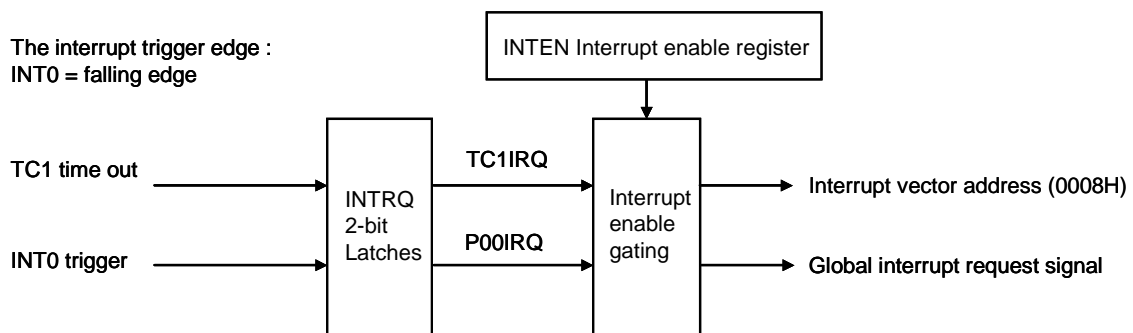 The interrupt trigger edge :
INT0 = falling edge
INTEN Interrupt enable register
TC1 time out
INT0 trigger
INTRQ
2-bit
Latches
TC1IRQ
P00IRQ
Interrupt
enable
gating
Interrupt vector address (0008H)
Global interrupt request signal